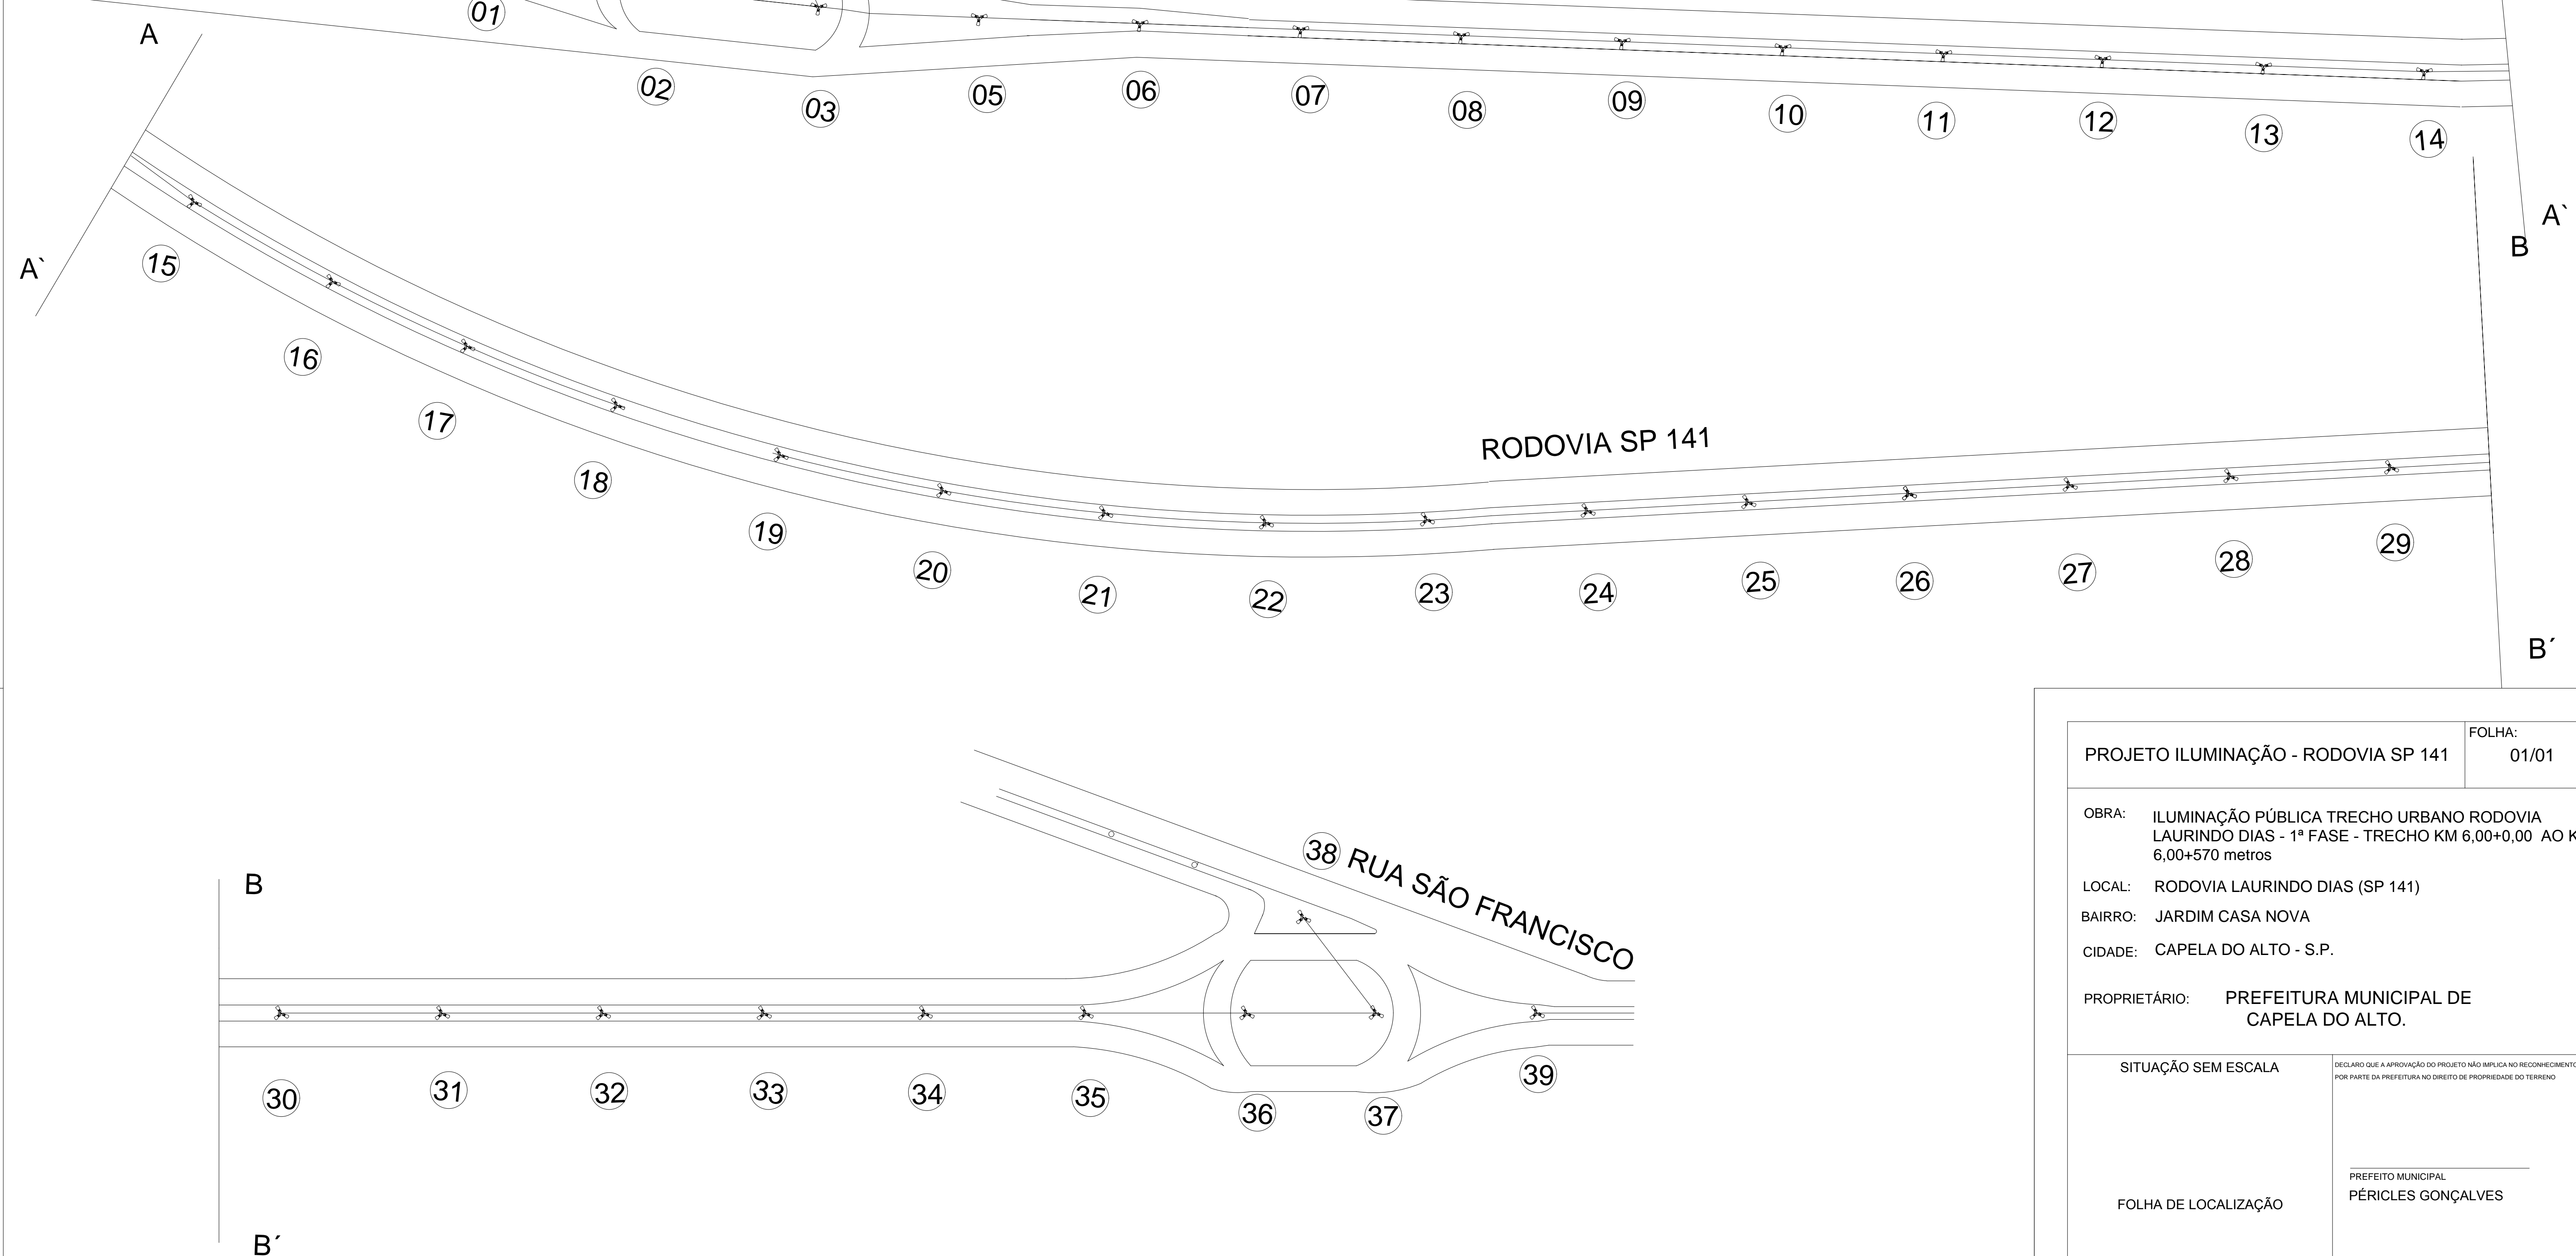 01
A
02
03
05
06
07
08
09
10
11
12
13
14
A`
B
15
A`
16
17
18
19
20
21
22
23
24
25
26
27
28
29
RODOVIA SP 141
B´
B
38
RUA SÃO FRANCISCO
30
31
32
33
34
35
36
37
39
B´
PROJETO ILUMINAÇÃO - RODOVIA SP 141
FOLHA:
01/01
OBRA: ILUMINAÇÃO PÚBLICA TRECHO URBANO RODOVIA
LAURINDO DIAS - 1ª FASE - TRECHO KM 6,00+0,00 AO K
6,00+570 metros
LOCAL: RODOVIA LAURINDO DIAS (SP 141)
BAIRRO: JARDIM CASA NOVA
CIDADE: CAPELA DO ALTO - S.P.
PROPRIETÁRIO: PREFEITURA MUNICIPAL DE
CAPELA DO ALTO.
SITUAÇÃO SEM ESCALA
FOLHA DE LOCALIZAÇÃO
DECLARO QUE A APROVAÇÃO DO PROJETO NÃO IMPLICA NO RECONHECIMENTO
POR PARTE DA PREFEITURA NO DIREITO DE PROPRIEDADE DO TERRENO
PREFEITO MUNICIPAL
PÉRICLES GONÇALVES